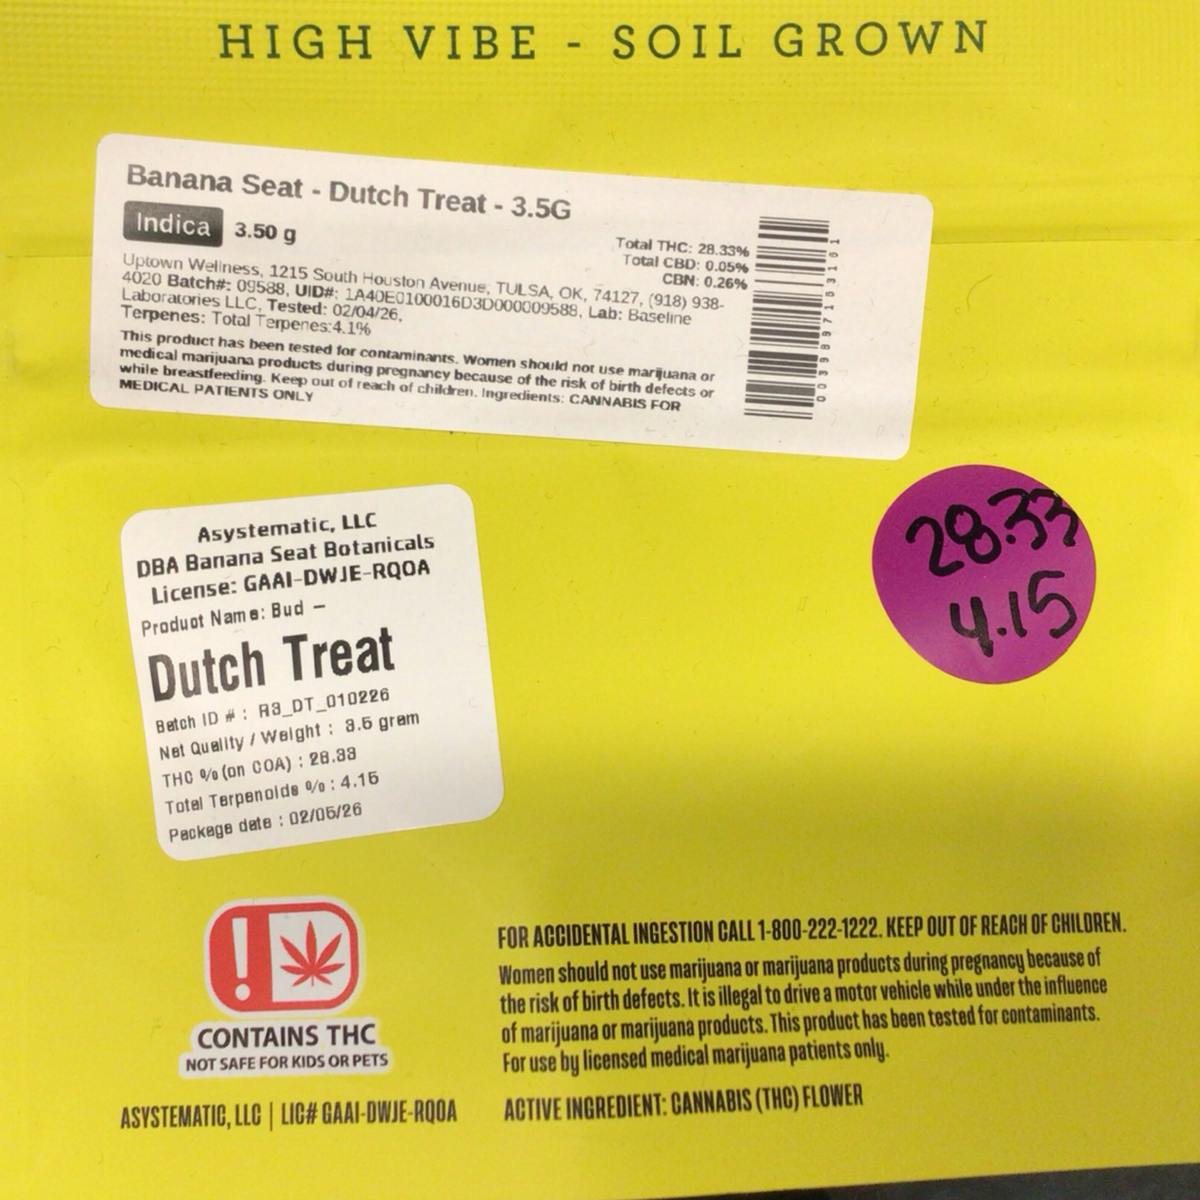 HIGH VIBE - SOIL GROWN
Banana Seat - Dutch Treat - 3.5G
Indica 3.50 g
Total THC: 28.33%
Total CBD: 0.05%
CBN: 0.26%
Uptown Wellness, 1215 South Houston Avenue, TULSA, OK, 74127, (918) 938-
4020 Batch#: 09588, UID#: 1A40E0100016D3D000009588, Lab: Baseline
Laboratories LLC, Tested: 02/04/26,
Terpenes: Total Terpenes:4.1%
This product has been tested for contaminants. Women should not use marijuana or
medical marijuana products during pregnancy because of the risk of birth defects or
while breastfeeding. Keep out of reach of children. Ingredients: CANNABIS FOR
MEDICAL PATIENTS ONLY
28.33
4.15
Asystematic, LLC
DBA Banana Seat Botanicals
License: GAAI-DWJE-RQOA
Product Name: Bud –
Dutch Treat
Batch ID # : R3_DT_010226
Net Quality / Weight : 3.5 gram
THC % (on COA) : 28.33
Total Terpenoids % : 4.15
Package date : 02/05/26
CONTAINS THC
NOT SAFE FOR KIDS OR PETS
ASYSTEMATIC, LLC | LIC# GAAI-DWJE-RQOA
FOR ACCIDENTAL INGESTION CALL 1-800-222-1222. KEEP OUT OF REACH OF CHILDREN.
Women should not use marijuana or marijuana products during pregnancy because of
the risk of birth defects. It is illegal to drive a motor vehicle while under the influence
of marijuana or marijuana products. This product has been tested for contaminants.
For use by licensed medical marijuana patients only.
ACTIVE INGREDIENT: CANNABIS (THC) FLOWER